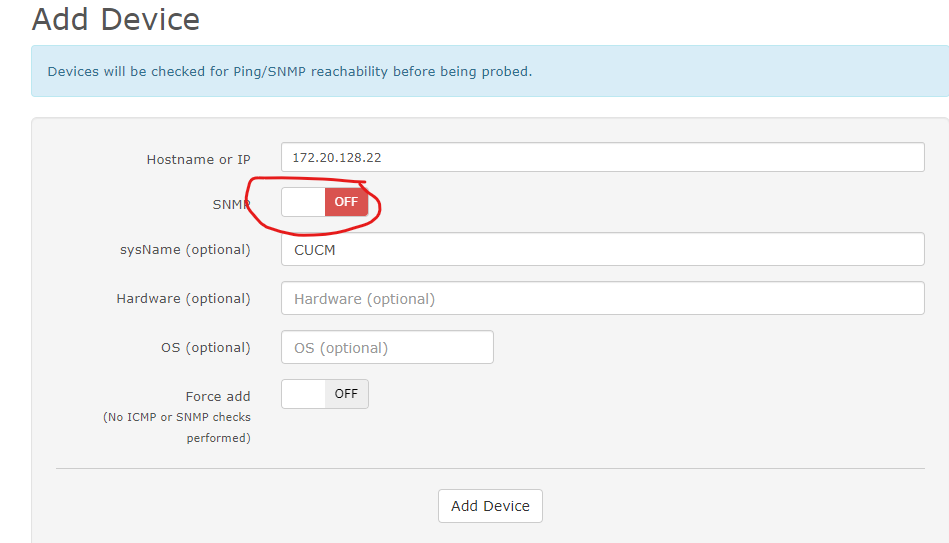 Add Device
Devices will be checked for Ping/SNMP reachability before being probed.
Hostname or IP 172.20.128.22
SNMP OFF
sysName (optional) CUCM
Hardware (optional) Hardware (optional)
OS (optional) OS (optional)
Force add OFF
(No ICMP or SNMP checks
performed)
Add Device